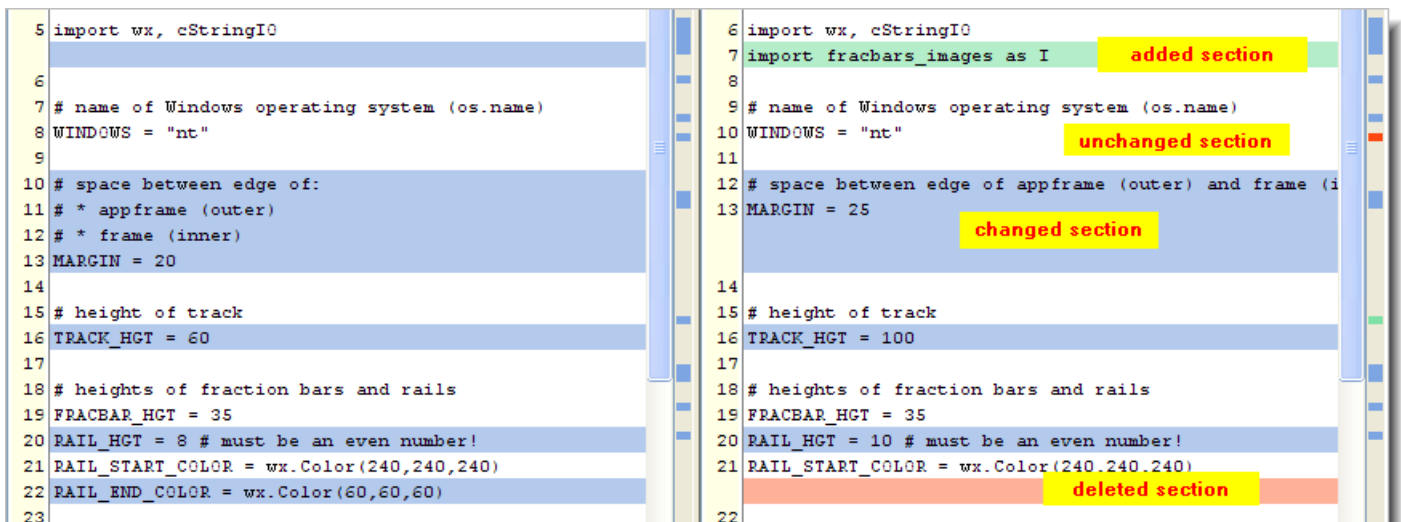 5 import wx, cStringIO
6
7 # name of Windows operating system (os.name)
8 WINDOWS = "nt"
9
10 # space between edge of:
11 # * appframe (outer)
12 # * frame (inner)
13 MARGIN = 20
14
15 # height of track
16 TRACK_HGT = 60
17
18 # heights of fraction bars and rails
19 FRACBAR_HGT = 35
20 RAIL_HGT = 8 # must be an even number!
21 RAIL_START_COLOR = wx.Color(240,240,240)
22 RAIL_END_COLOR = wx.Color(60,60,60)
23
6 import wx, cStringIO
7 import fracbars_images as I
added section
8
9 # name of Windows operating system (os.name)
10 WINDOWS = "nt"
unchanged section
11
12 # space between edge of appframe (outer) and frame (i
13 MARGIN = 25
changed section
14
15 # height of track
16 TRACK_HGT = 100
17
18 # heights of fraction bars and rails
19 FRACBAR_HGT = 35
20 RAIL_HGT = 10 # must be an even number!
21 RAIL_START_COLOR = wx.Color(240,240,240)
deleted section
22